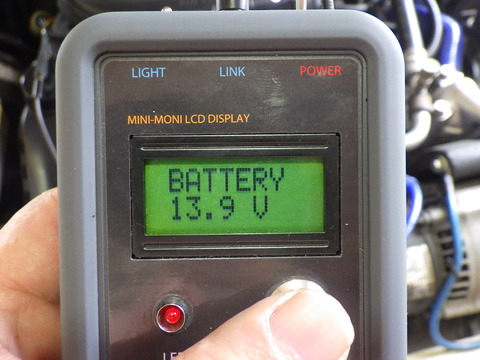 LIGHT LINK POWER
MINI-MONI LCD DISPLAY
BATTERY
13.9 V